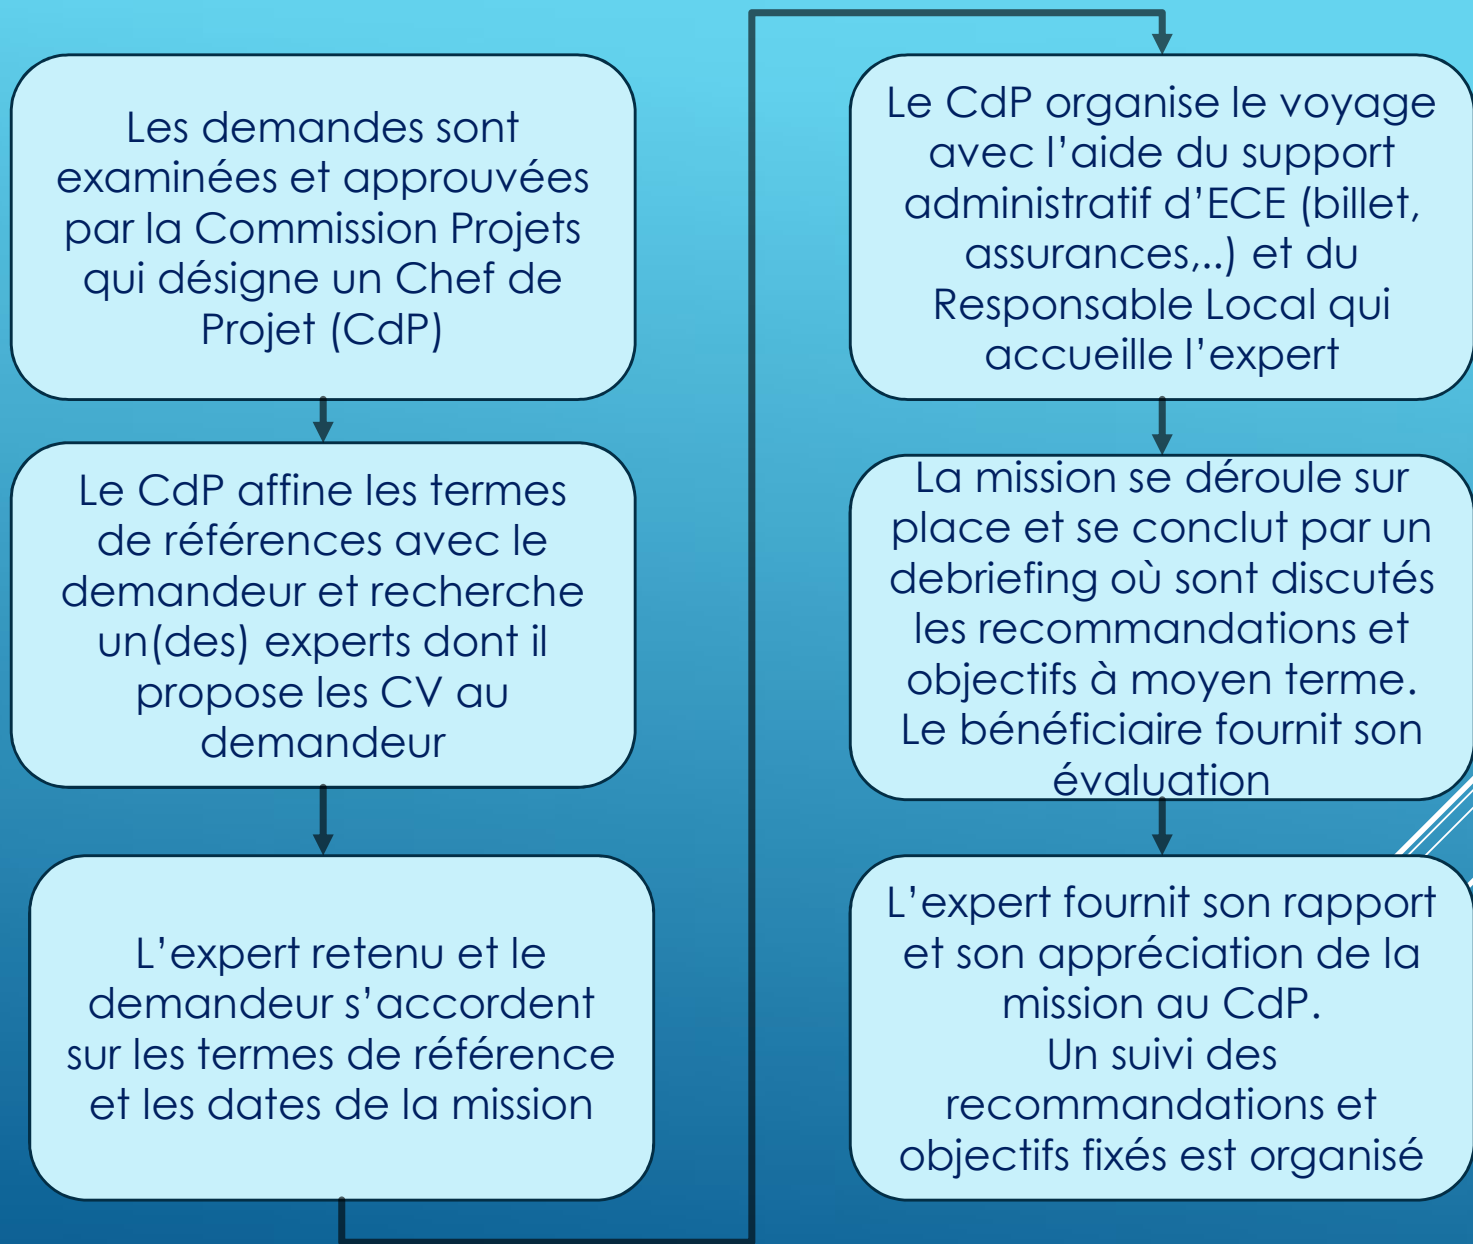 Les demandes sont
examinées et approuvées
par la Commission Projets
qui désigne un Chef de
Projet (CdP)
Le CdP affine les termes
de références avec le
demandeur et recherche
un(des) experts dont il
propose les CV au
demandeur
L’expert retenu et le
demandeur s’accordent
sur les termes de référence
et les dates de la mission
Le CdP organise le voyage
avec l’aide du support
administratif d’ECE (billet,
assurances,..) et du
Responsable Local qui
accueille l’expert
La mission se déroule sur
place et se conclut par un
debriefing où sont discutés
les recommandations et
objectifs à moyen terme.
Le bénéficiaire fournit son
évaluation
L’expert fournit son rapport
et son appréciation de la
mission au CdP.
Un suivi des
recommandations et
objectifs fixés est organisé